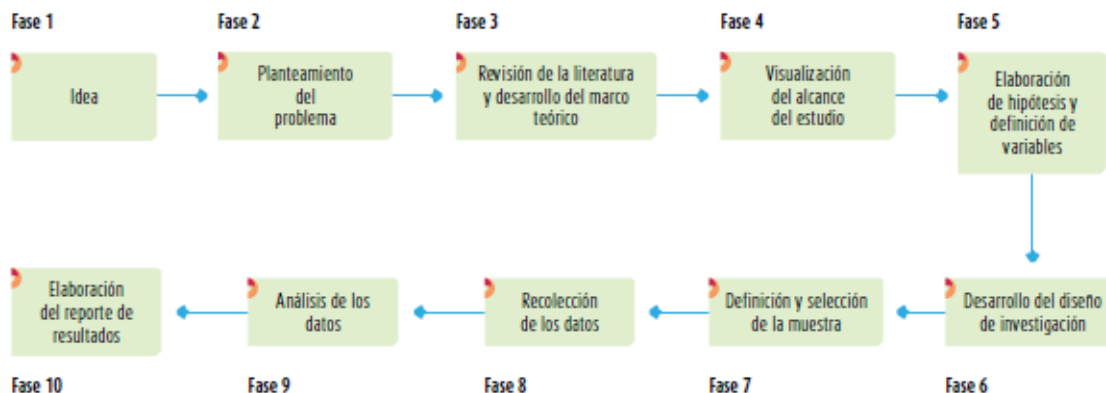 Fase 1
Idea
Fase 2
Planteamiento
del
problema
Fase 3
Revisión de la literatura
y desarrollo del marco
teórico
Fase 4
Visualización
del alcance
del estudio
Fase 5
Elaboración
de hipótesis y
definición de
variables
Desarrollo del diseño
de investigación
Fase 6
Definición y selección
de la muestra
Fase 7
Recolección
de los datos
Fase 8
Análisis de los
datos
Fase 9
Elaboración
del reporte de
resultados
Fase 10